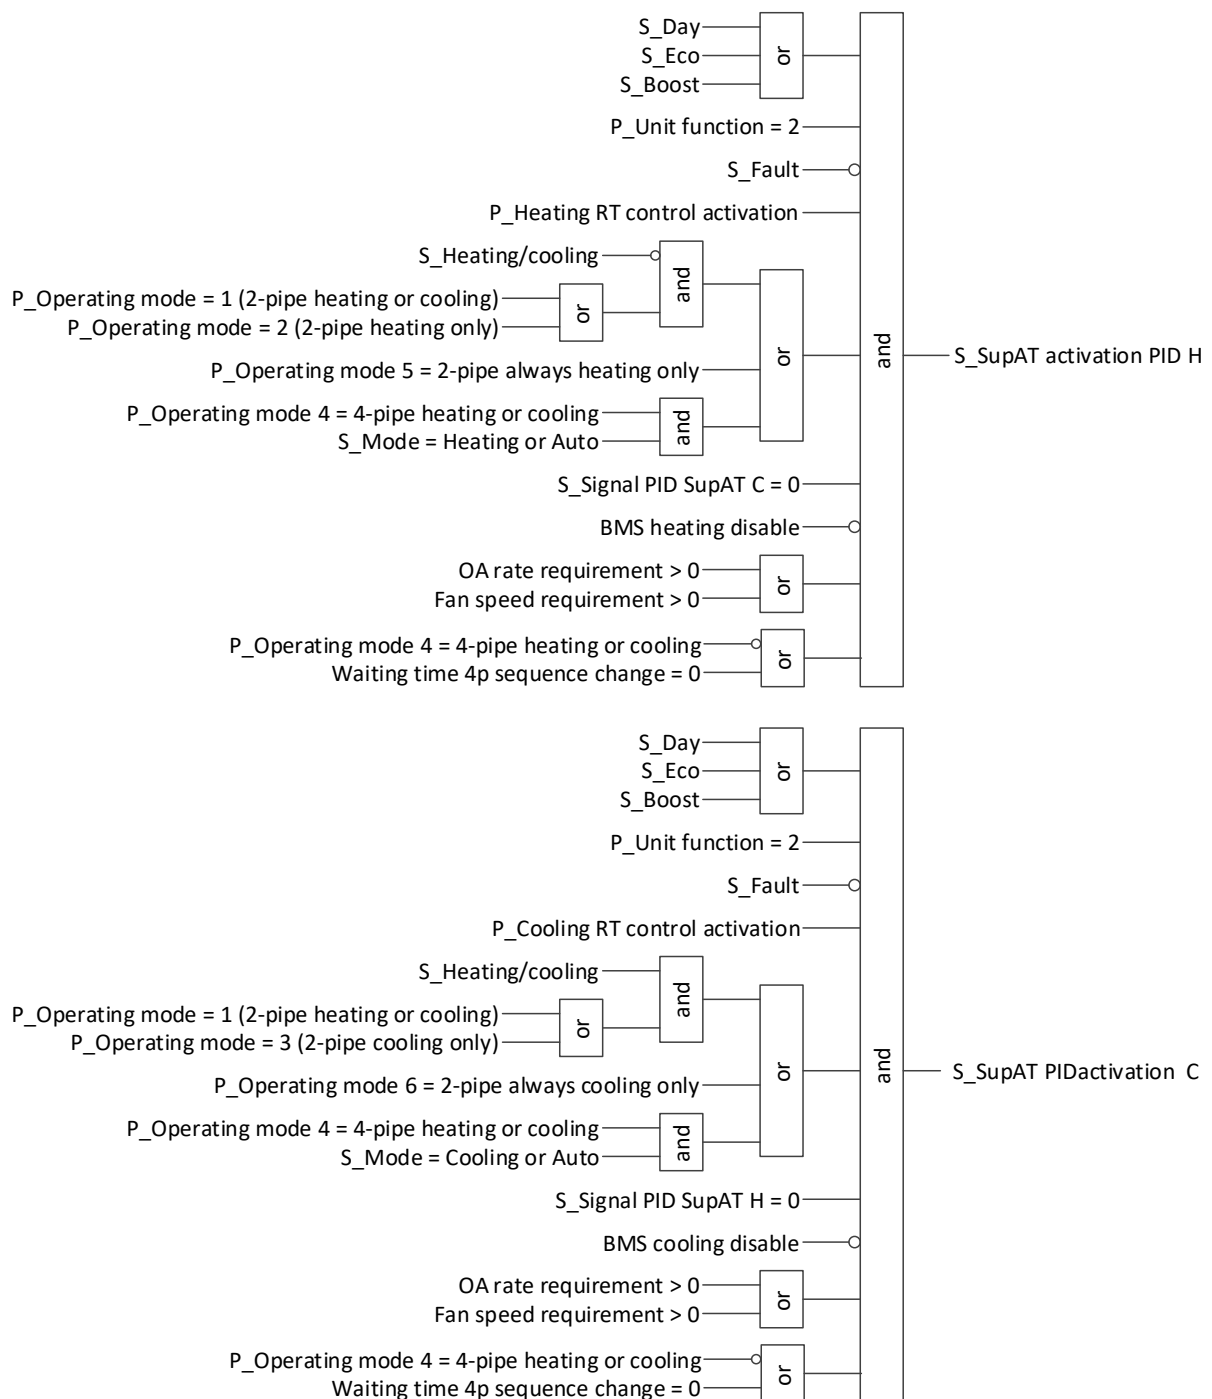 S_Day
S_Eco
or
S_Boost
P_Unit function = 2
S_Fault
P_Heating RT control activation
S_Heating/cooling
and
P_Operating mode = 1 (2-pipe heating or cooling)
or
P_Operating mode = 2 (2-pipe heating only)
or
and
S_SupAT activation PID H
P_Operating mode 5 = 2-pipe always heating only
P_Operating mode 4 = 4-pipe heating or cooling
and
S_Mode = Heating or Auto
S_Signal PID SupAT C = 0
BMS heating disable
OA rate requirement > 0
or
Fan speed requirement > 0
P_Operating mode 4 = 4-pipe heating or cooling
or
Waiting time 4p sequence change = 0
S_Day
S_Eco
or
S_Boost
P_Unit function = 2
S_Fault
P_Cooling RT control activation
S_Heating/cooling
and
P_Operating mode = 1 (2-pipe heating or cooling)
or
P_Operating mode = 3 (2-pipe cooling only)
or
and
S_SupAT PIDactivation C
P_Operating mode 6 = 2-pipe always cooling only
P_Operating mode 4 = 4-pipe heating or cooling
and
S_Mode = Cooling or Auto
S_Signal PID SupAT H = 0
BMS cooling disable
OA rate requirement > 0
or
Fan speed requirement > 0
P_Operating mode 4 = 4-pipe heating or cooling
or
Waiting time 4p sequence change = 0